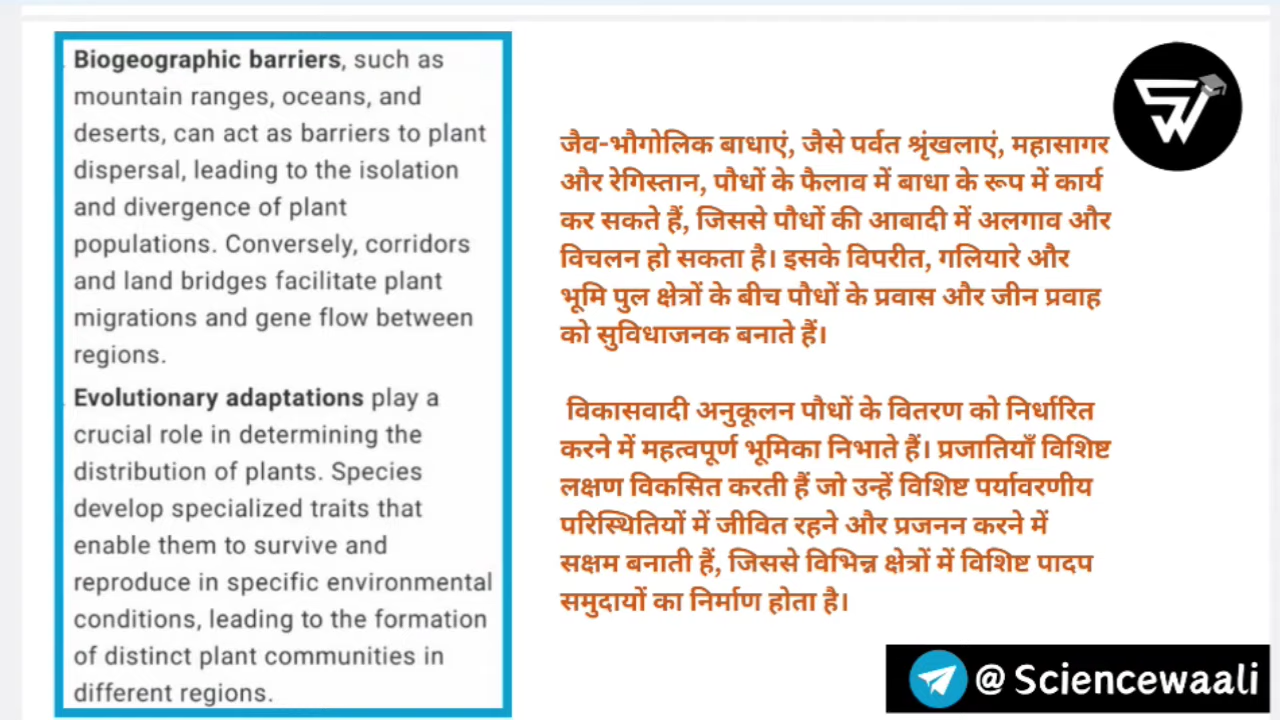 Biogeographic barriers, such as
mountain ranges, oceans, and
deserts, can act as barriers to plant
dispersal, leading to the isolation
and divergence of plant
populations. Conversely, corridors
and land bridges facilitate plant
migrations and gene flow between
regions.
Evolutionary adaptations play a
crucial role in determining the
distribution of plants. Species
develop specialized traits that
enable them to survive and
reproduce in specific environmental
conditions, leading to the formation
of distinct plant communities in
different regions.
जैव-भौगोलिक बाधाएं, जैसे पर्वत श्रृंखलाएं, महासागर
और रेगिस्तान, पौधों के फैलाव में बाधा के रूप में कार्य
कर सकते हैं, जिससे पौधों की आबादी में अलगाव और
विचलन हो सकता है। इसके विपरीत, गलियारे और
भूमि पुल क्षेत्रों के बीच पौधों के प्रवास और जीन प्रवाह
को सुविधाजनक बनाते हैं।
विकासवादी अनुकूलन पौधों के वितरण को निर्धारित
करने में महत्वपूर्ण भूमिका निभाते हैं। प्रजातियाँ विशिष्ट
लक्षण विकसित करती हैं जो उन्हें विशिष्ट पर्यावरणीय
परिस्थितियों में जीवित रहने और प्रजनन करने में
सक्षम बनाती हैं, जिससे विभिन्न क्षेत्रों में विशिष्ट पादप
समुदायों का निर्माण होता है।
SW
@ Sciencewaali